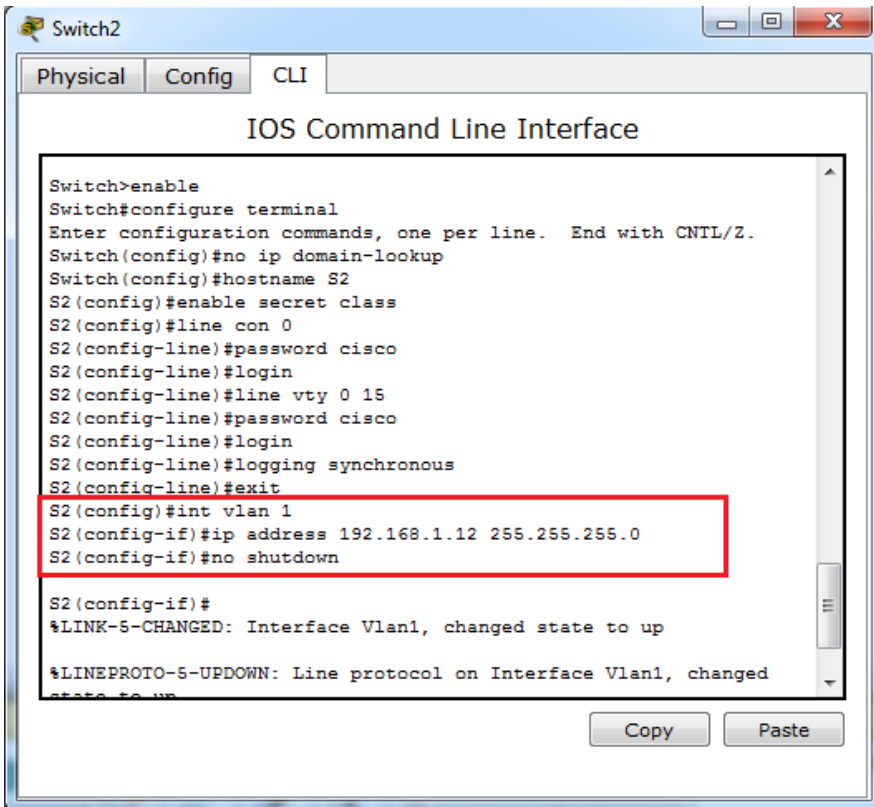 Switch2
Physical Config CLI
IOS Command Line Interface
Switch>enable
Switch#configure terminal
Enter configuration commands, one per line.  End with CNTL/Z.
Switch(config)#no ip domain-lookup
Switch(config)#hostname S2
S2(config)#enable secret class
S2(config)#line con 0
S2(config-line)#password cisco
S2(config-line)#login
S2(config-line)#line vty 0 15
S2(config-line)#password cisco
S2(config-line)#login
S2(config-line)#logging synchronous
S2(config-line)#exit
S2(config)#int vlan 1
S2(config-if)#ip address 192.168.1.12 255.255.255.0
S2(config-if)#no shutdown
S2(config-if)#
%LINK-5-CHANGED: Interface Vlan1, changed state to up
%LINEPROTO-5-UPDOWN: Line protocol on Interface Vlan1, changed
state to up
Copy Paste